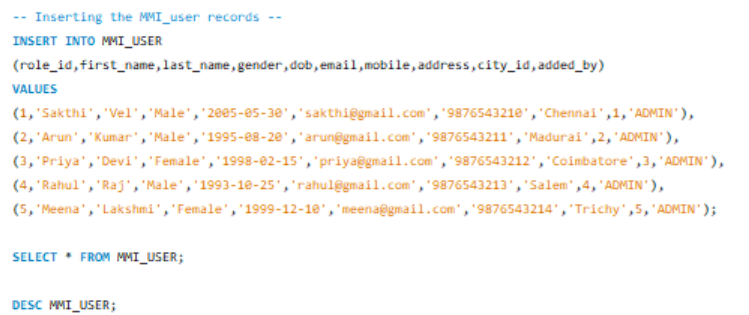 -- Inserting the MMI_user records --
INSERT INTO MMI_USER
(role_id,first_name,last_name,gender,dob,email,mobile,address,city_id,added_by)
VALUES
(1,'Sakthi','Vel','Male','2005-05-30','sakthi@gmail.com','9876543210','Chennai',1,'ADMIN'),
(2,'Arun','Kumar','Male','1995-08-20','arun@gmail.com','9876543211','Madurai',2,'ADMIN'),
(3,'Priya','Devi','Female','1998-02-15','priya@gmail.com','9876543212','Coimbatore',3,'ADMIN'),
(4,'Rahul','Raj','Male','1993-10-25','rahul@gmail.com','9876543213','Salem',4,'ADMIN'),
(5,'Meena','Lakshmi','Female','1999-12-10','meena@gmail.com','9876543214','Trichy',5,'ADMIN');
SELECT * FROM MMI_USER;
DESC MMI_USER;